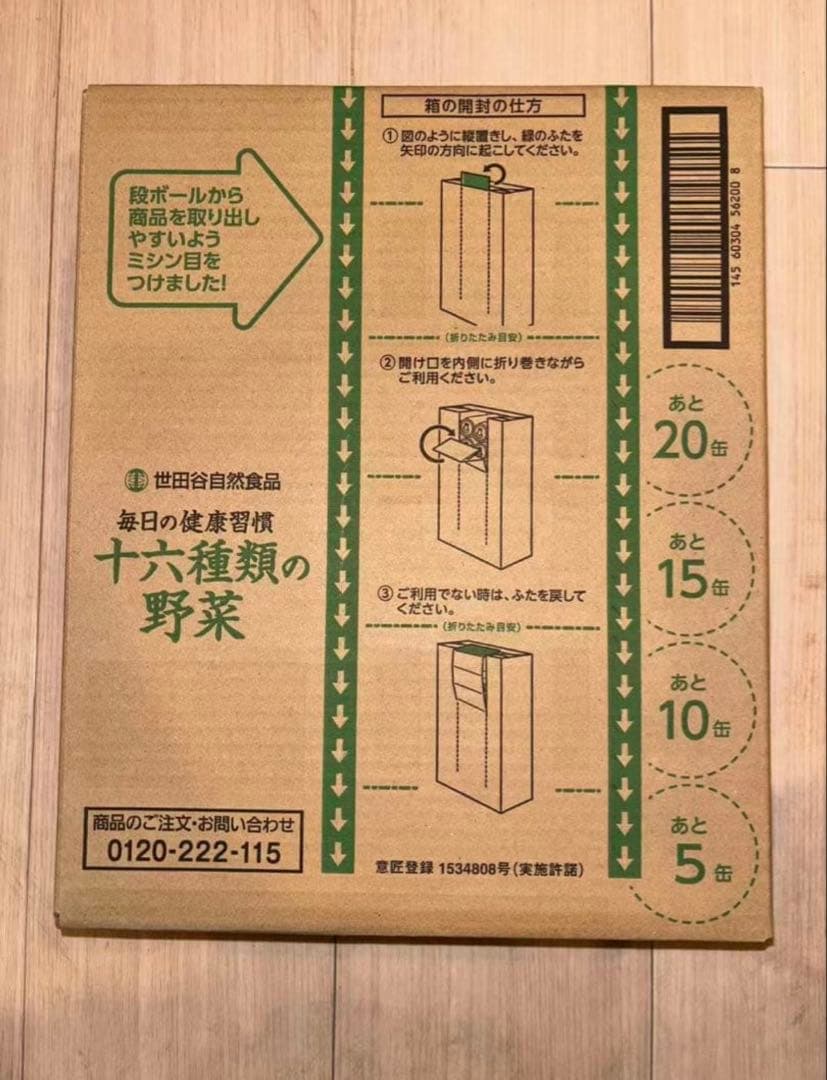 段ボールから
商品を取り出し
やすいよう
ミシン目を
つけました!
世田谷自然食品
毎日の健康習慣
十六種類の
野菜
商品のご注文・お問い合わせ
0120-222-115
箱の開封の仕方
①図のように縦置きし、緑のふたを
矢印の方向に起こしてください。
(折りたたみ目安)
②開け口を内側に折り巻きながら
ご利用ください。
③ご利用でない時は、ふたを戻して
ください。
(折りたたみ目安)
意匠登録 1534808号(実施許諾)
145 60304 56200 8
あと
20缶
あと
15缶
あと
10缶
あと
5缶